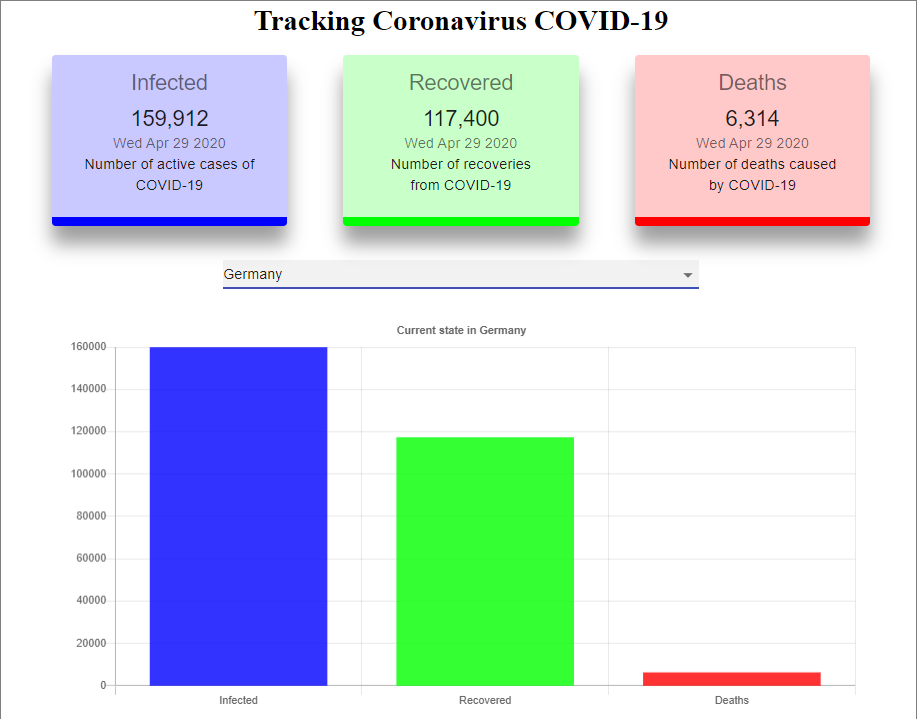 Tracking Coronavirus COVID-19
Infected
159,912
Wed Apr 29 2020
Number of active cases of
COVID-19
Recovered
117,400
Wed Apr 29 2020
Number of recoveries
from COVID-19
Deaths
6,314
Wed Apr 29 2020
Number of deaths caused
by COVID-19
Germany
Current state in Germany
160000
140000
120000
100000
80000
60000
40000
20000
0
Infected
Recovered
Deaths